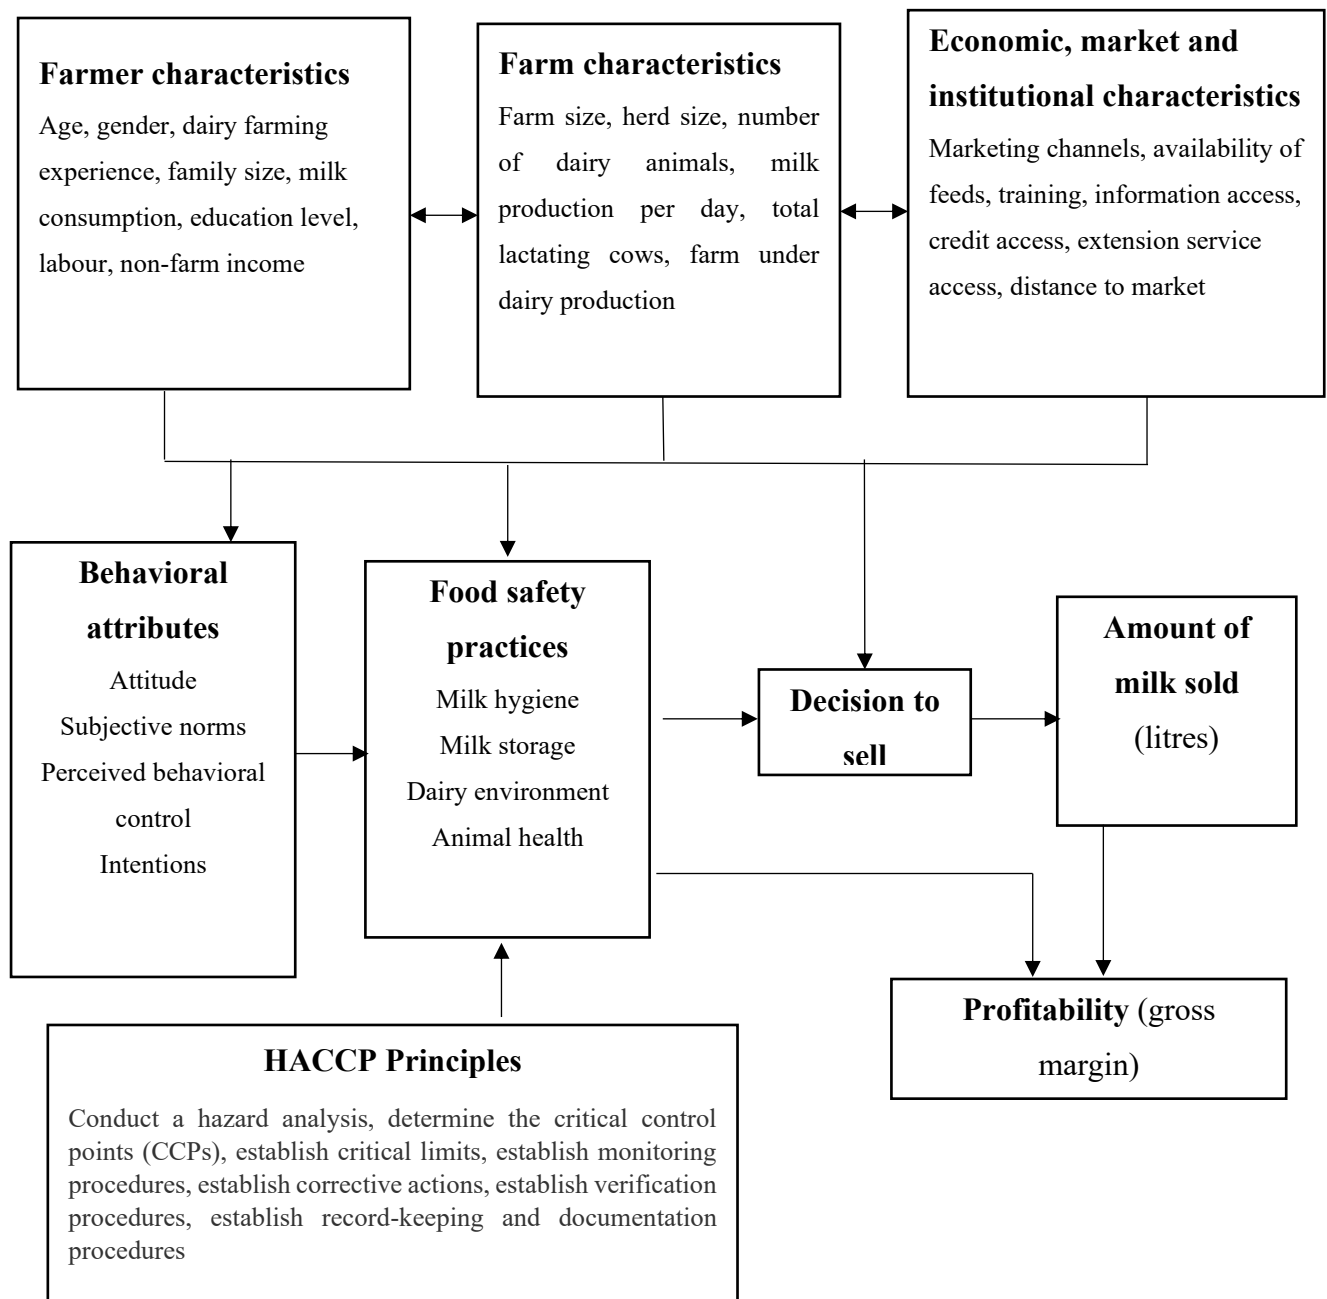 Farmer characteristics
Age, gender, dairy farming
experience, family size, milk
consumption, education level,
labour, non-farm income
Farm characteristics
Farm size, herd size, number
of dairy animals, milk
production per day, total
lactating cows, farm under
dairy production
Economic, market and
institutional characteristics
Marketing channels, availability of
feeds, training, information access,
credit access, extension service
access, distance to market
Behavioral
attributes
Attitude
Subjective norms
Perceived behavioral
control
Intentions
Food safety
practices
Milk hygiene
Milk storage
Dairy environment
Animal health
Decision to
sell
Amount of
milk sold
(litres)
Profitability (gross
margin)
HACCP Principles
Conduct a hazard analysis, determine the critical control
points (CCPs), establish critical limits, establish monitoring
procedures, establish corrective actions, establish verification
procedures, establish record-keeping and documentation
procedures